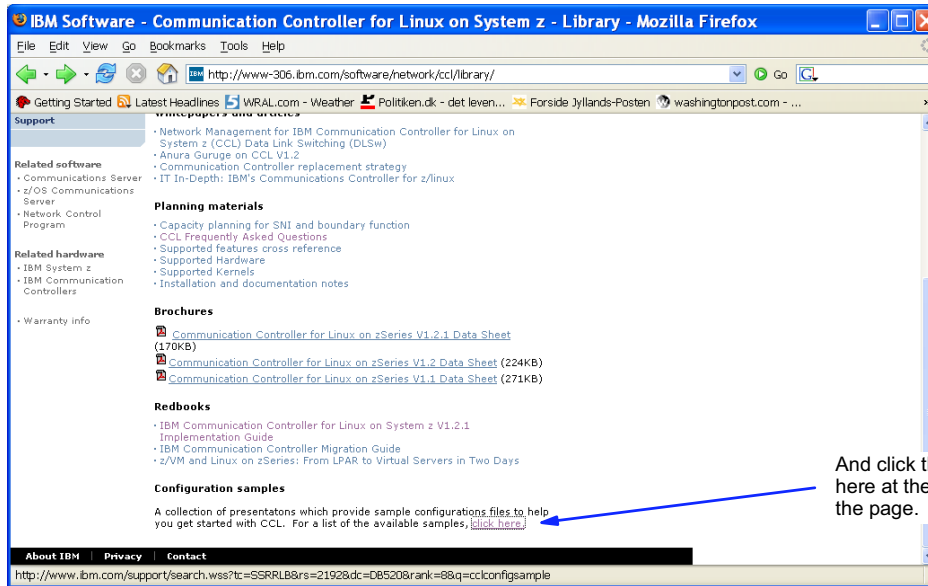 IBM Software - Communication Controller for Linux on System z - Library - Mozilla Firefox
File Edit View Go Bookmarks Tools Help
http://www-306.ibm.com/software/network/ccl/library/
Go
Getting Started Latest Headlines WRAL.com - Weather Politiken.dk - det leven... Forside Jyllands-Posten washingtonpost.com - ...
Support
Related software
· Communications Server
· z/OS Communications
Server
· Network Control
Program
Related hardware
· IBM System z
· IBM Communication
Controllers
· Warranty info
Whitepapers and articles
· Network Management for IBM Communication Controller for Linux on
System z (CCL) Data Link Switching (DLSw)
· Anura Guruge on CCL V1.2
· Communication Controller replacement strategy
· IT In-Depth: IBM's Communications Controller for z/linux
Planning materials
· Capacity planning for SNI and boundary function
· CCL Frequently Asked Questions
· Supported features cross reference
· Supported Hardware
· Supported Kernels
· Installation and documentation notes
Brochures
Communication Controller for Linux on zSeries V1.2.1 Data Sheet
(170KB)
Communication Controller for Linux on zSeries V1.2 Data Sheet (224KB)
Communication Controller for Linux on zSeries V1.1 Data Sheet (271KB)
Redbooks
· IBM Communication Controller for Linux on System z V1.2.1
Implementation Guide
· IBM Communication Controller Migration Guide
· z/VM and Linux on zSeries: From LPAR to Virtual Servers in Two Days
Configuration samples
A collection of presentatons which provide sample configurations files to help
you get started with CCL. For a list of the available samples, click here.
And click
here at the
the page.
About IBM | Privacy | Contact
http://www.ibm.com/support/search.wss?tc=SSRRLB&rs=2192&dc=DB520&rank=8&q=cclconfigsample